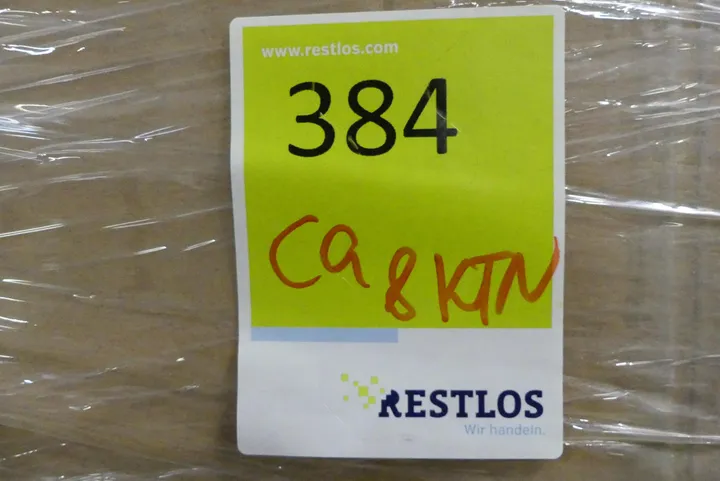 www.restlos.com
384
Ca 8 KTN
RESTLOS
Wir handeln.